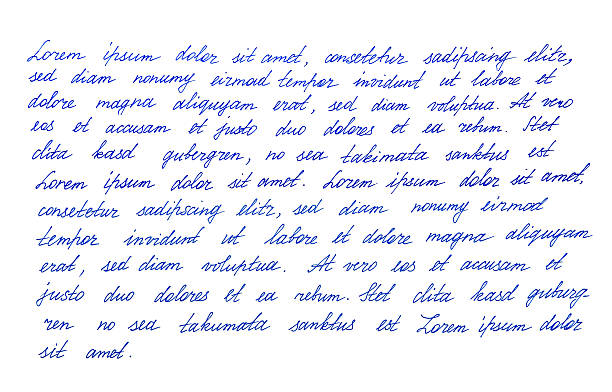 Lorem ipsum dolor sit amet, consetetur sadipscing elitr,
sed diam nonumy eirmod tempor invidunt ut labore et
dolore magna aliquyam erat, sed diam voluptua. At vero
eos et accusam et justo duo dolores et ea rebum. Stet
clita kasd gubergren, no sea takimata sanktus est
Lorem ipsum dolor sit amet. Lorem ipsum dolor sit amet,
consetetur sadipscing elitr, sed diam nonumy eirmod
tempor invidunt ut labore et dolore magna aliquyam
erat, sed diam voluptua. At vero eos et accusam et
justo duo dolores et ea rebum. Stet clita kasdguberg-
ren no sea takumata sanktus est Lorem ipsum dolor
sit amet.